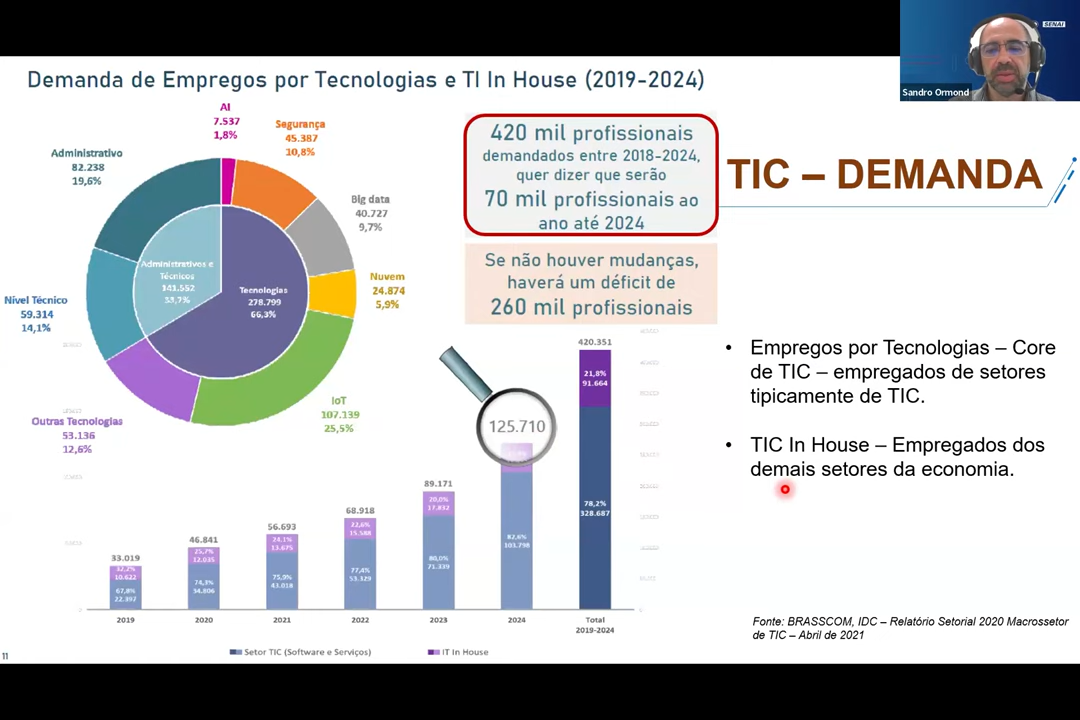 SENAI
Sandro Ormond
Demanda de Empregos por Tecnologias e TI In House (2019-2024)
AI
7.537
1,8%
Segurança
45.387
10,8%
Administrativo
82.238
19,6%
Big data
40.727
9,7%
Administrativos e
Técnicos
141.552
33,7%
Tecnologias
278.799
66,3%
Nuvem
24.874
5,9%
Nível Técnico
59.314
14,1%
IoT
107.139
25,5%
Outras Tecnologias
53.136
12,6%
420 mil profissionais
demandados entre 2018-2024,
quer dizer que serão
70 mil profissionais ao
ano até 2024
Se não houver mudanças,
haverá um déficit de
260 mil profissionais
TIC – DEMANDA
• Empregos por Tecnologias – Core
de TIC – empregados de setores
tipicamente de TIC.
• TIC In House – Empregados dos
demais setores da economia.
33.019
32,2%
10.622
67,8%
22.397
2019
46.841
25,7%
12.035
74,3%
34.806
2020
56.693
24,1%
13.675
75,9%
43.018
2021
68.918
22,6%
15.588
77,4%
53.329
2022
89.171
20,0%
17.832
80,0%
71.339
2023
125.710
82,6%
103.798
2024
420.351
21,8%
91.664
78,2%
328.687
Total
2019-2024
Setor TIC (Software e Serviços)
IT In House
Fonte: BRASSCOM, IDC – Relatório Setorial 2020 Macrossetor
de TIC – Abril de 2021
11